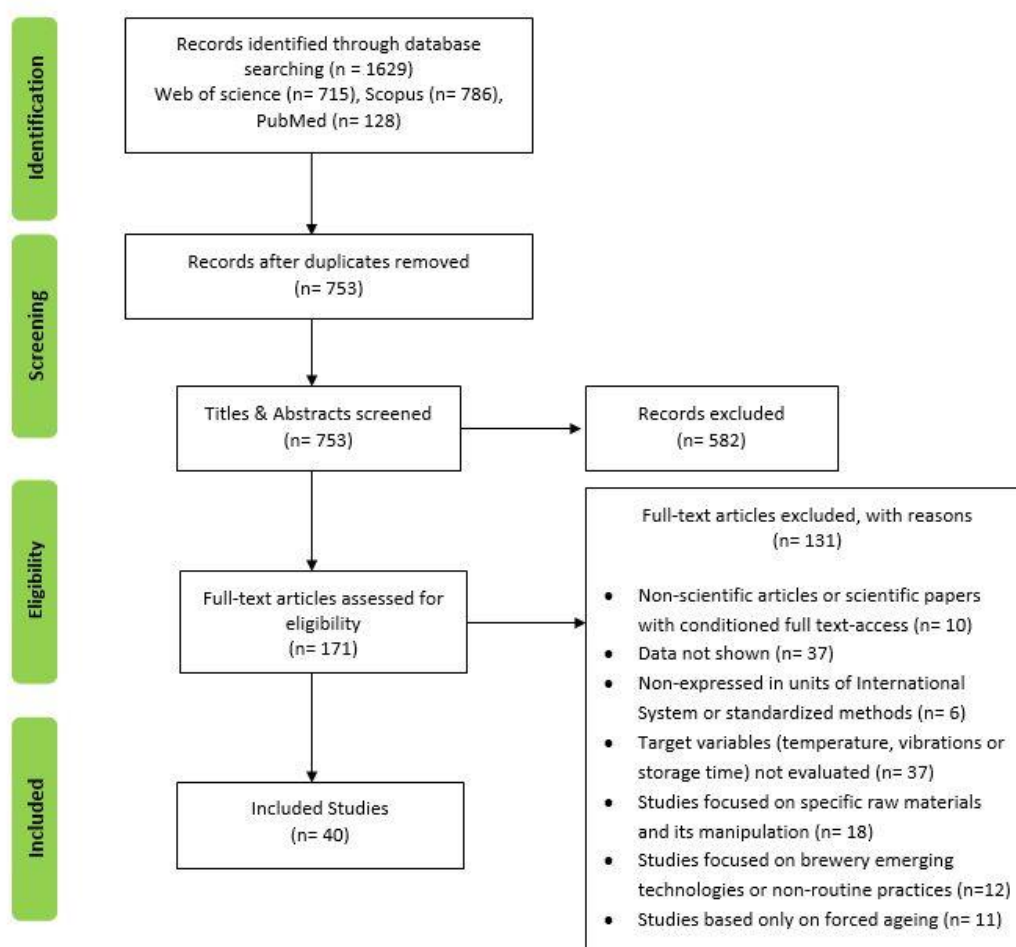 Identification
Records identified through database
searching (n = 1629)
Web of science (n= 715), Scopus (n= 786),
PubMed (n= 128)
Screening
Records after duplicates removed
(n= 753)
Titles & Abstracts screened
(n= 753)
Records excluded
(n= 582)
Eligibility
Full-text articles assessed for
eligibility
(n= 171)
Full-text articles excluded, with reasons
(n= 131)
• Non-scientific articles or scientific papers
with conditioned full text-access (n= 10)
• Data not shown (n= 37)
• Non-expressed in units of International
System or standardized methods (n= 6)
• Target variables (temperature, vibrations or
storage time) not evaluated (n= 37)
• Studies focused on specific raw materials
and its manipulation (n= 18)
• Studies focused on brewery emerging
technologies or non-routine practices (n=12)
• Studies based only on forced ageing (n= 11)
Included
Included Studies
(n= 40)